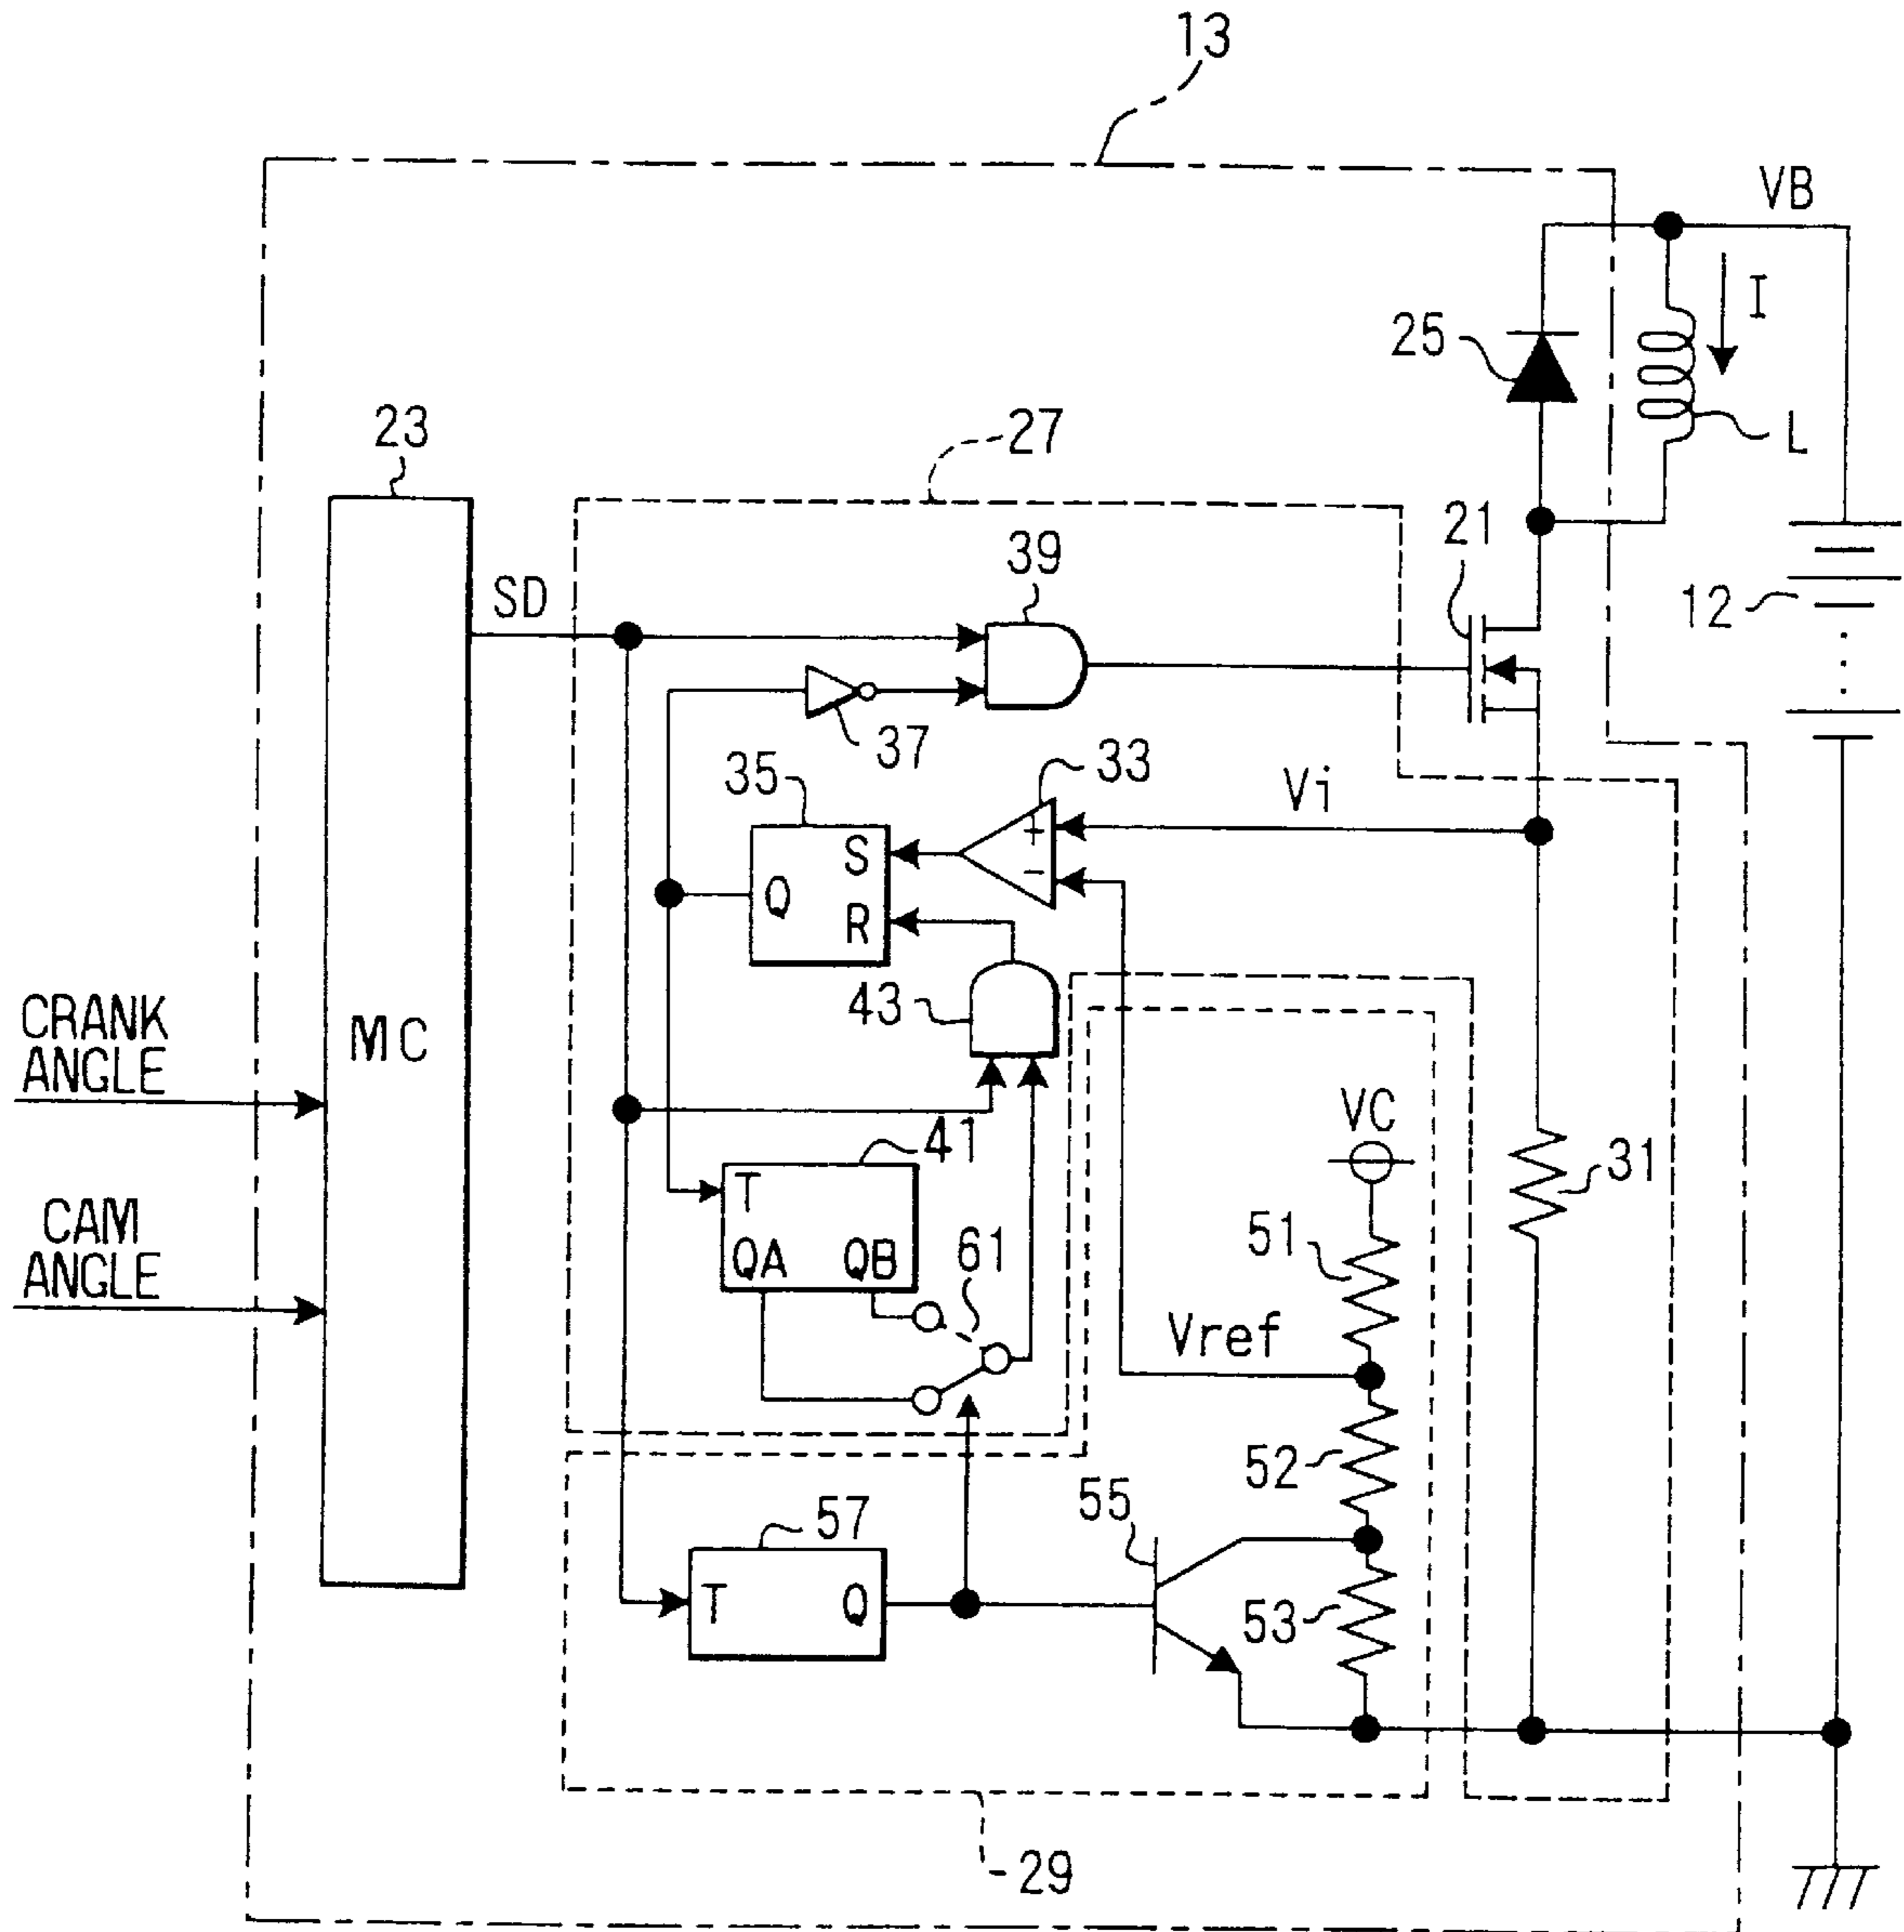 13
VB
I
25
L
23
27
21
39
12
SD
37
33
35
Vi
S
+
-
Q
R
43
CRANK
ANGLE
MC
VC
41
31
T
CAM
ANGLE
51
61
QA QB
Vref
52
55
57
T Q
53
29